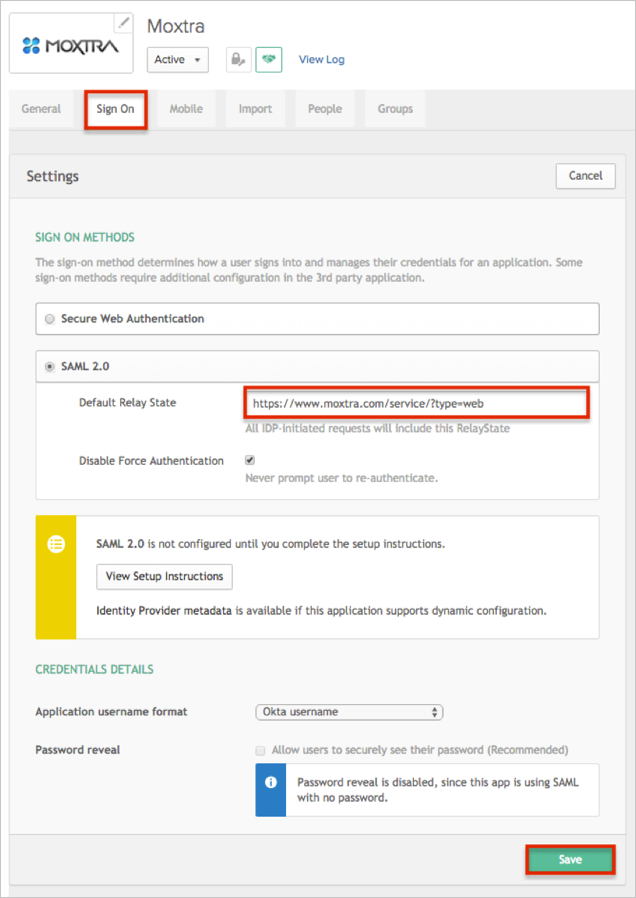 MOXTRA
Moxtra
Active
View Log
General
Sign On
Mobile
Import
People
Groups
Settings
Cancel
SIGN ON METHODS
The sign-on method determines how a user signs into and manages their credentials for an application. Some
sign-on methods require additional configuration in the 3rd party application.
Secure Web Authentication
SAML 2.0
Default Relay State
https://www.moxtra.com/service/?type=web
All IDP-initiated requests will include this RelayState
Disable Force Authentication
Never prompt user to re-authenticate.
SAML 2.0 is not configured until you complete the setup instructions.
View Setup Instructions
Identity Provider metadata is available if this application supports dynamic configuration.
CREDENTIALS DETAILS
Application username format
Okta username
Password reveal
Allow users to securely see their password (Recommended)
Password reveal is disabled, since this app is using SAML
with no password.
Save